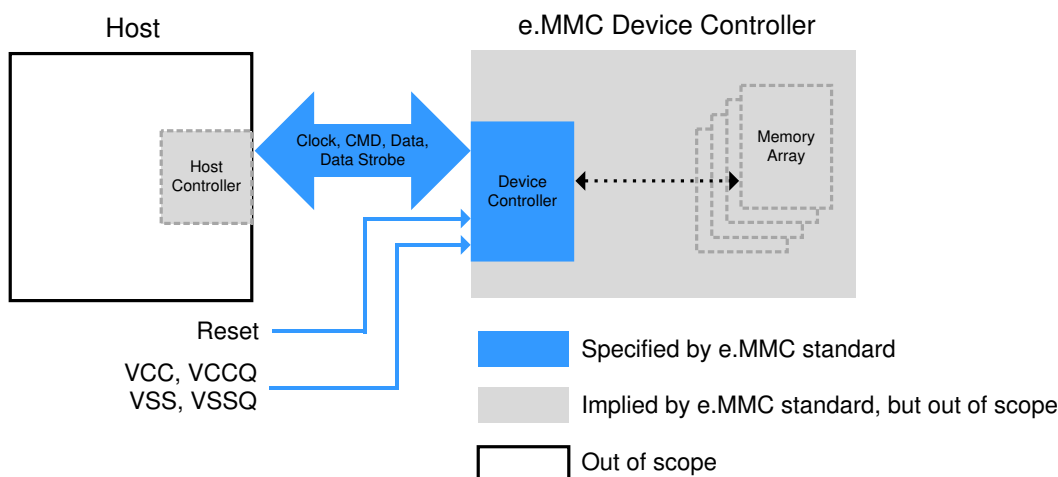 Host
e.MMC Device Controller
Clock, CMD, Data,
Data Strobe
Host
Controller
Device
Controller
Memory
Array
Reset
VCC, VCCQ
VSS, VSSQ
Specified by e.MMC standard
Implied by e.MMC standard, but out of scope
Out of scope